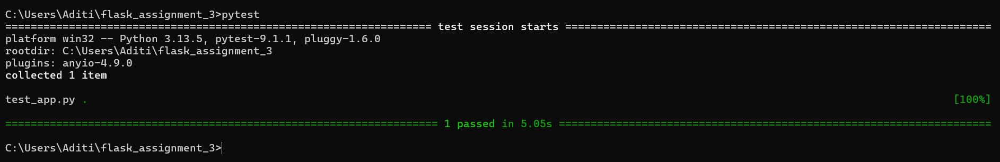 C:\Users\Aditi\flask_assignment_3>pytest
=================================================================== test session starts ===================================================================
platform win32 -- Python 3.13.5, pytest-9.1.1, pluggy-1.6.0
rootdir: C:\Users\Aditi\flask_assignment_3
plugins: anyio-4.9.0
collected 1 item
test_app.py . [100%]
==================================================================== 1 passed in 5.05s ====================================================================
C:\Users\Aditi\flask_assignment_3>